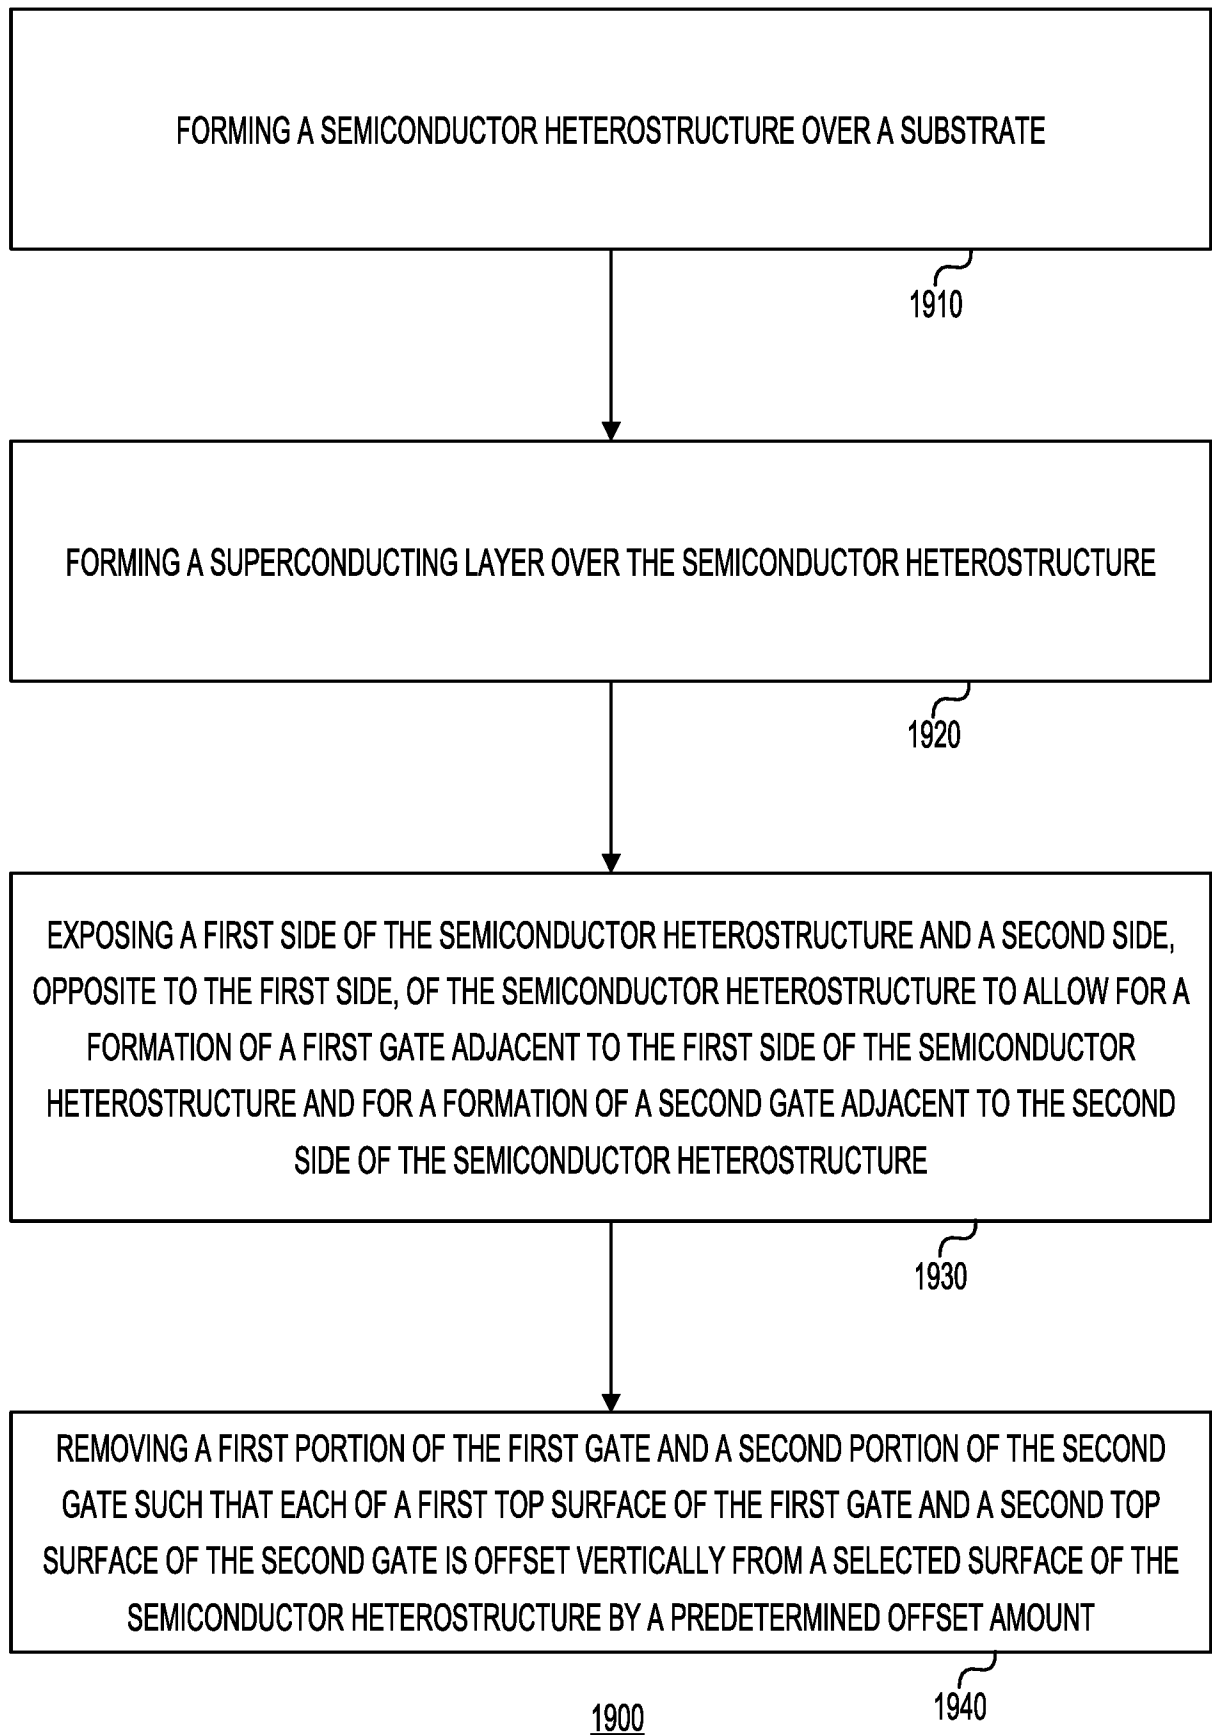 FORMING A SEMICONDUCTOR HETEROSTRUCTURE OVER A SUBSTRATE
1910
FORMING A SUPERCONDUCTING LAYER OVER THE SEMICONDUCTOR HETEROSTRUCTURE
1920
EXPOSING A FIRST SIDE OF THE SEMICONDUCTOR HETEROSTRUCTURE AND A SECOND SIDE,
OPPOSITE TO THE FIRST SIDE, OF THE SEMICONDUCTOR HETEROSTRUCTURE TO ALLOW FOR A
FORMATION OF A FIRST GATE ADJACENT TO THE FIRST SIDE OF THE SEMICONDUCTOR
HETEROSTRUCTURE AND FOR A FORMATION OF A SECOND GATE ADJACENT TO THE SECOND
SIDE OF THE SEMICONDUCTOR HETEROSTRUCTURE
1930
REMOVING A FIRST PORTION OF THE FIRST GATE AND A SECOND PORTION OF THE SECOND
GATE SUCH THAT EACH OF A FIRST TOP SURFACE OF THE FIRST GATE AND A SECOND TOP
SURFACE OF THE SECOND GATE IS OFFSET VERTICALLY FROM A SELECTED SURFACE OF THE
SEMICONDUCTOR HETEROSTRUCTURE BY A PREDETERMINED OFFSET AMOUNT
1940
1900